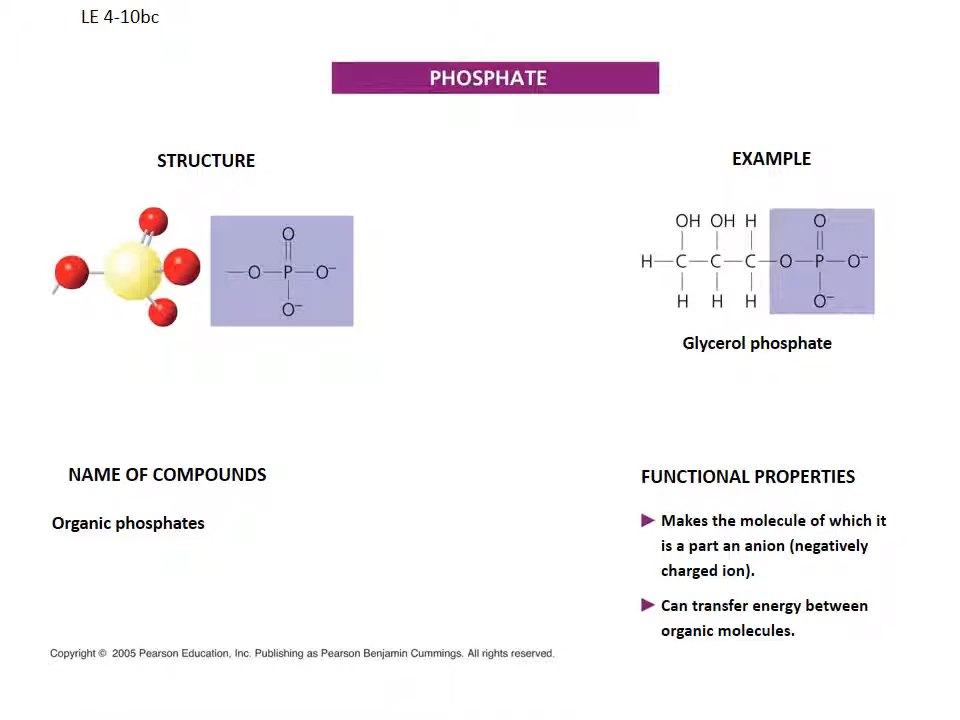 LE 4-10bc
PHOSPHATE
STRUCTURE
EXAMPLE
O
—O—P—O⁻
O⁻
OH OH H O
H—C—C—C—O—P—O⁻
H H H O⁻
Glycerol phosphate
NAME OF COMPOUNDS
Organic phosphates
FUNCTIONAL PROPERTIES
Makes the molecule of which it
is a part an anion (negatively
charged ion).
Can transfer energy between
organic molecules.
Copyright © 2005 Pearson Education, Inc. Publishing as Pearson Benjamin Cummings. All rights reserved.